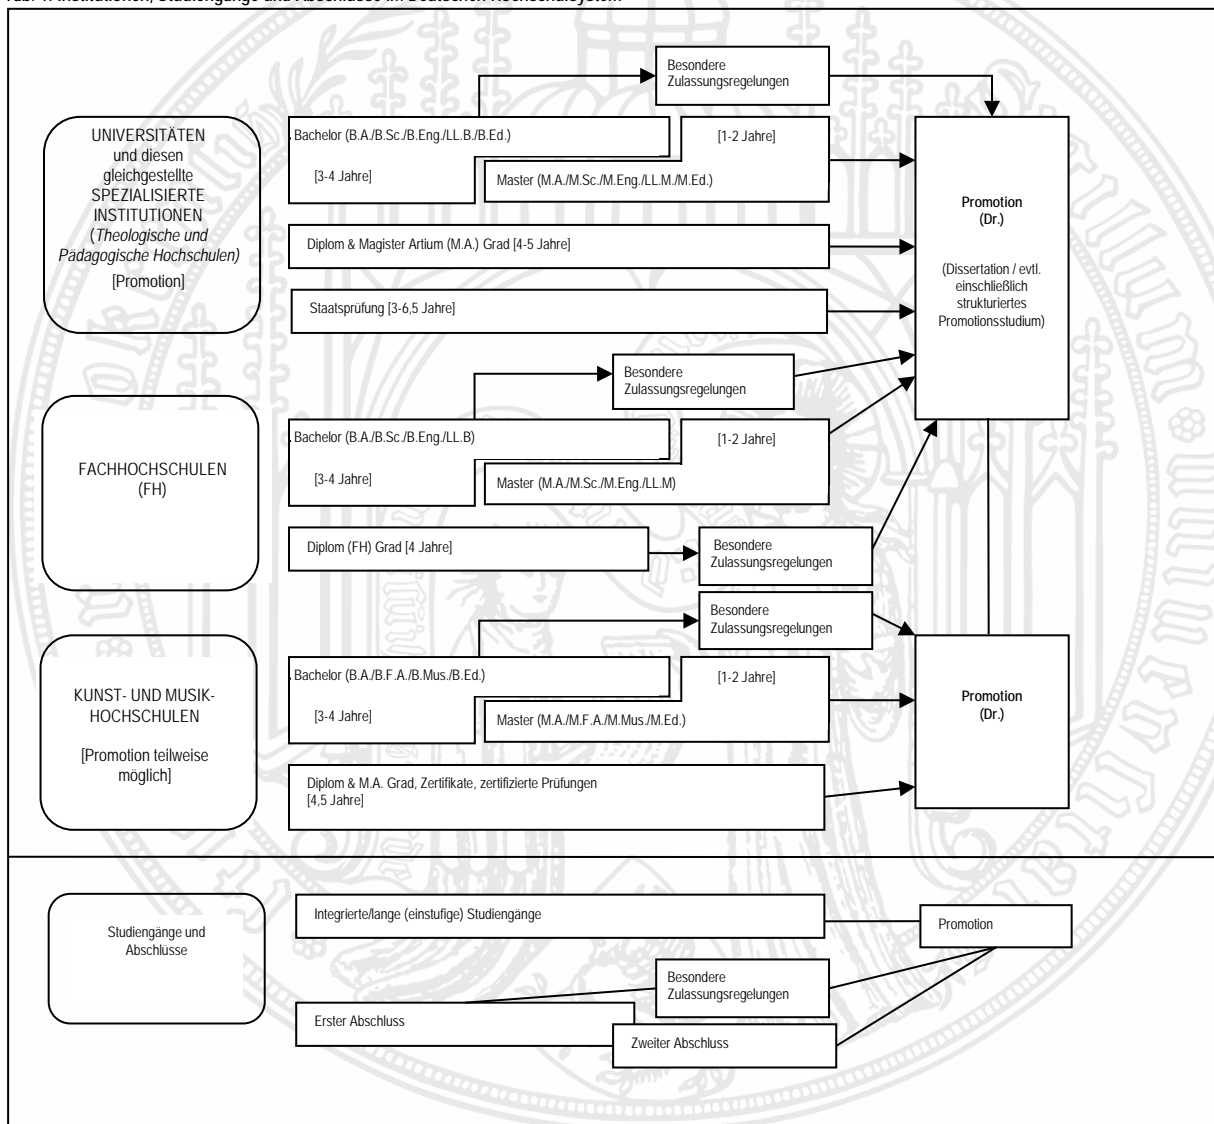 Tab. 1: Institutionen, Studiengänge und Abschlüsse im Deutschen Hochschulsystem
Besondere
Zulassungsregelungen
UNIVERSITÄTEN
und diesen
gleichgestellte
SPEZIALISIERTE
INSTITUTIONEN
(Theologische und
Pädagogische Hochschulen)
[Promotion]
Bachelor (B.A./B.Sc./B.Eng./LL.B./B.Ed.)
[3-4 Jahre]
[1-2 Jahre]
Master (M.A./M.Sc./M.Eng./LL.M./M.Ed.)
Diplom & Magister Artium (M.A.) Grad [4-5 Jahre]
Staatsprüfung [3-6,5 Jahre]
Promotion
(Dr.)
(Dissertation / evtl.
einschließlich
strukturiertes
Promotionsstudium)
Besondere
Zulassungsregelungen
FACHHOCHSCHULEN
(FH)
Bachelor (B.A./B.Sc./B.Eng./LL.B)
[3-4 Jahre]
[1-2 Jahre]
Master (M.A./M.Sc./M.Eng./LL.M)
Diplom (FH) Grad [4 Jahre]
Besondere
Zulassungsregelungen
Besondere
Zulassungsregelungen
KUNST- UND MUSIK-
HOCHSCHULEN
[Promotion teilweise
möglich]
Bachelor (B.A./B.F.A./B.Mus./B.Ed.)
[3-4 Jahre]
[1-2 Jahre]
Master (M.A./M.F.A./M.Mus./M.Ed.)
Diplom & M.A. Grad, Zertifikate, zertifizierte Prüfungen
[4,5 Jahre]
Promotion
(Dr.)
Studiengänge und
Abschlüsse
Integrierte/lange (einstufige) Studiengänge
Promotion
Besondere
Zulassungsregelungen
Erster Abschluss
Zweiter Abschluss